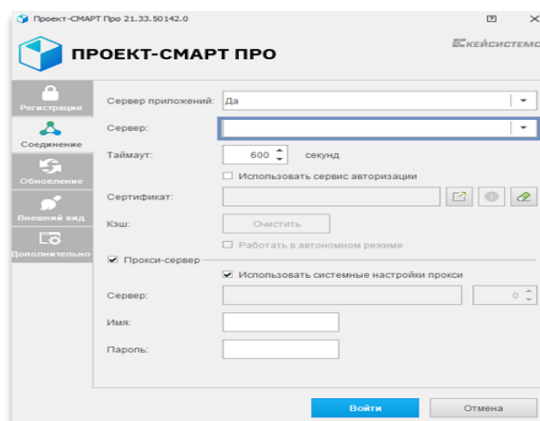 Проект-СМАРТ Про 21.33.50142.0
ПРОЕКТ-СМАРТ ПРО
Кейсистемс
Регистрация
Соединение
Обновление
Внешний вид
Дополнительно
Сервер приложений: Да
Сервер:
Таймаут: 600 секунд
Использовать сервис авторизации
Сертификат:
Кэш: Очистить
Работать в автономном режиме
Прокси-сервер
Использовать системные настройки прокси
Сервер: 0
Имя:
Пароль:
Войти Отмена